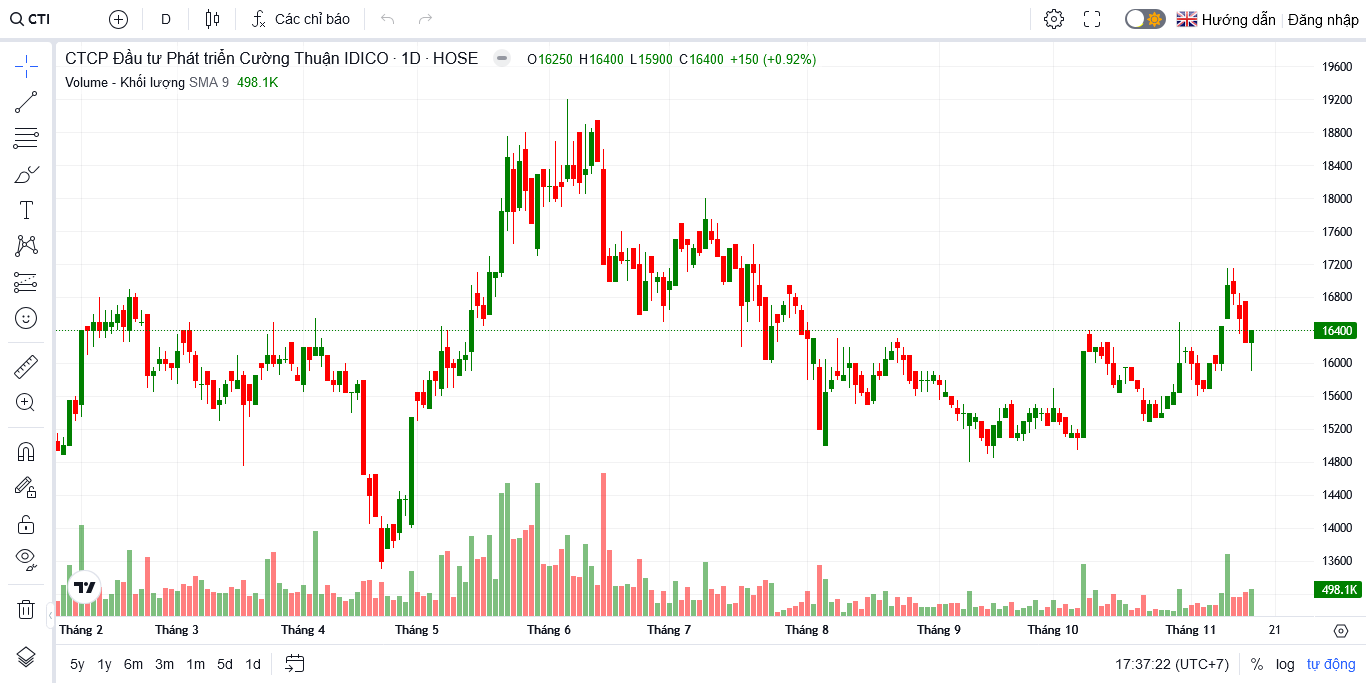 CTI D Các chỉ báo Hướng dẫn Đăng nhập
CTCP Đầu tư Phát triển Cường Thuận IDICO · 1D · HOSE O16250 H16400 L15900 C16400 +150 (+0.92%)
Volume - Khối lượng SMA 9 498.1K
19600
19200
18800
18400
18000
17600
17200
16800
16400
16000
15600
15200
14800
14400
14000
13600
498.1K
Tháng 2 Tháng 3 Tháng 4 Tháng 5 Tháng 6 Tháng 7 Tháng 8 Tháng 9 Tháng 10 Tháng 11 21
5y 1y 6m 3m 1m 5d 1d 17:37:22 (UTC+7) % log tự động